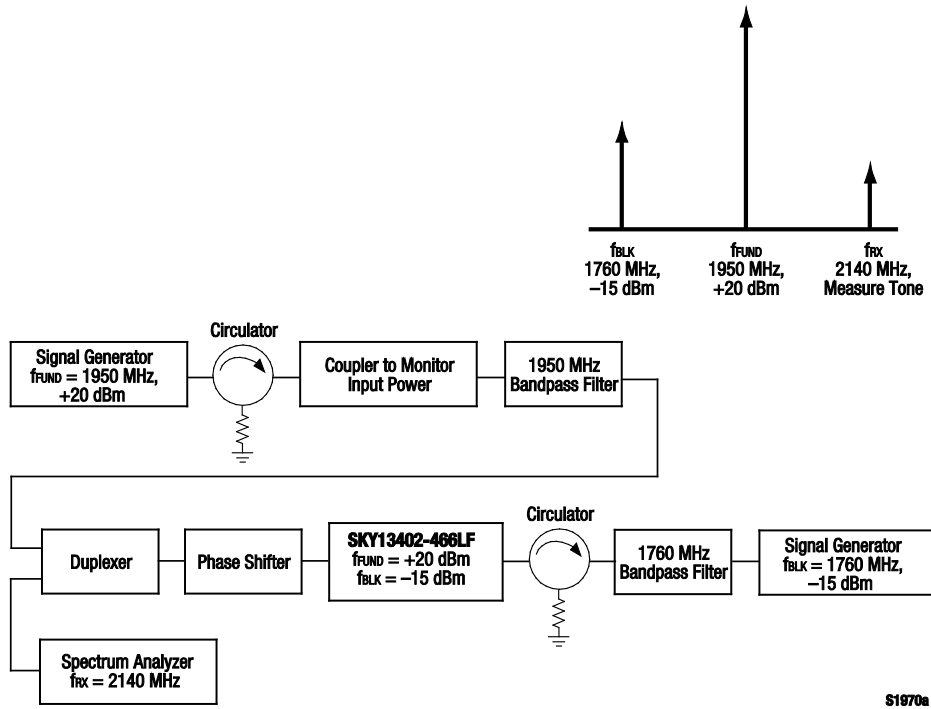 fBLK
1760 MHz,
–15 dBm
fFUND
1950 MHz,
+20 dBm
fRX
2140 MHz,
Measure Tone
Signal Generator
fFUND = 1950 MHz,
+20 dBm
Circulator
Coupler to Monitor
Input Power
1950 MHz
Bandpass Filter
Duplexer
Phase Shifter
SKY13402-466LF
fFUND = +20 dBm
fBLK = –15 dBm
Circulator
1760 MHz
Bandpass Filter
Signal Generator
fBLK = 1760 MHz,
–15 dBm
Spectrum Analyzer
fRX = 2140 MHz
S1970a